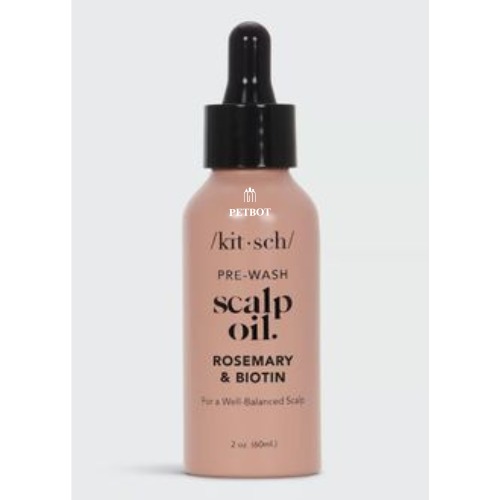 PETBOT
/kit·sch/
PRE-WASH
scalp
oil.
ROSEMARY
& BIOTIN
For a Well-Balanced Scalp
2 oz. (60mL)